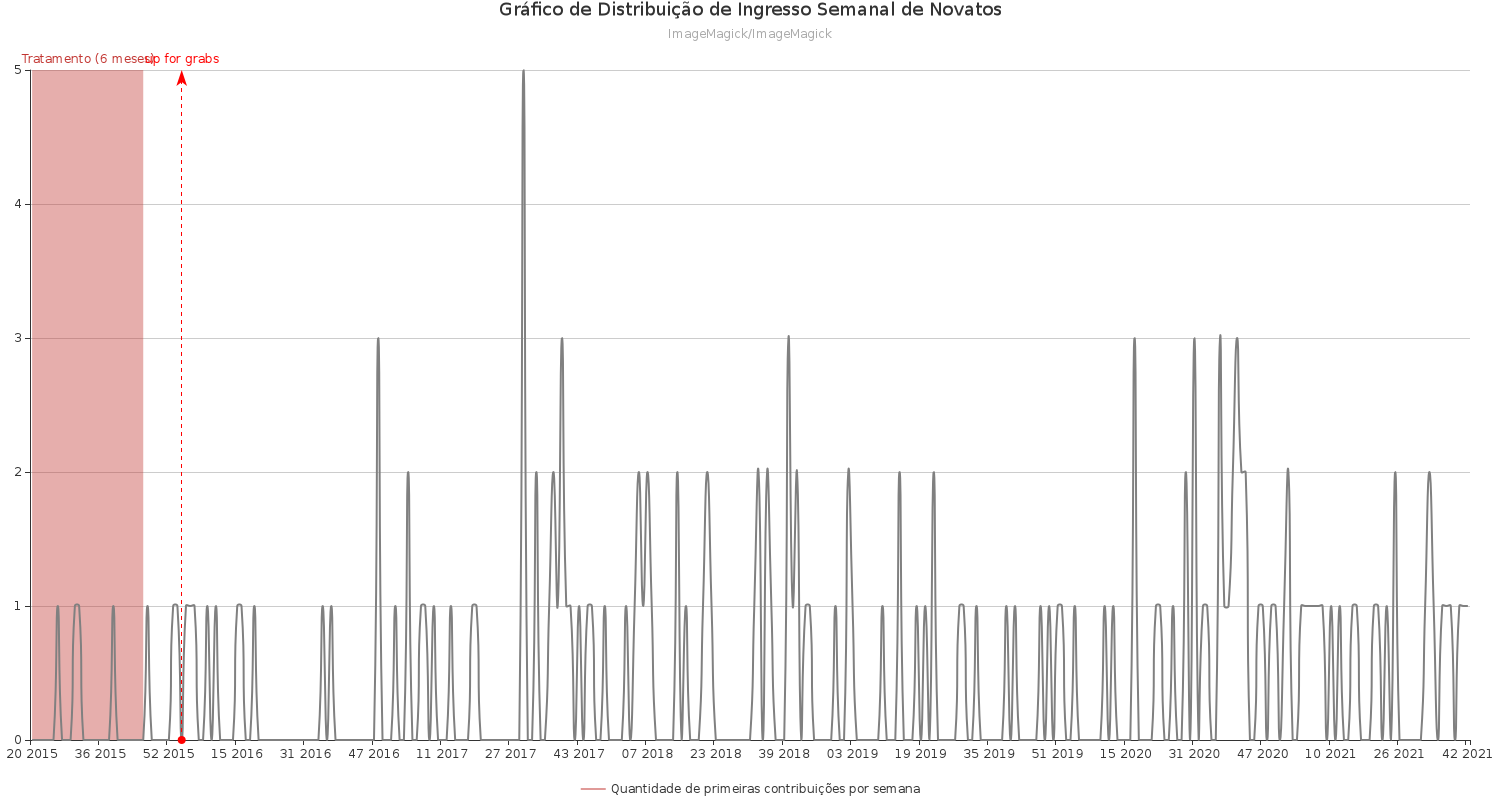 Gráfico de Distribuição de Ingresso Semanal de Novatos
ImageMagick/ImageMagick
Tratamento (6 meses)
up for grabs
5
4
3
2
1
0
20 2015 36 2015 52 2015 15 2016 31 2016 47 2016 11 2017 27 2017 43 2017 07 2018 23 2018 39 2018 03 2019 19 2019 35 2019 51 2019 15 2020 31 2020 47 2020 10 2021 26 2021 42 2021
Quantidade de primeiras contribuições por semana